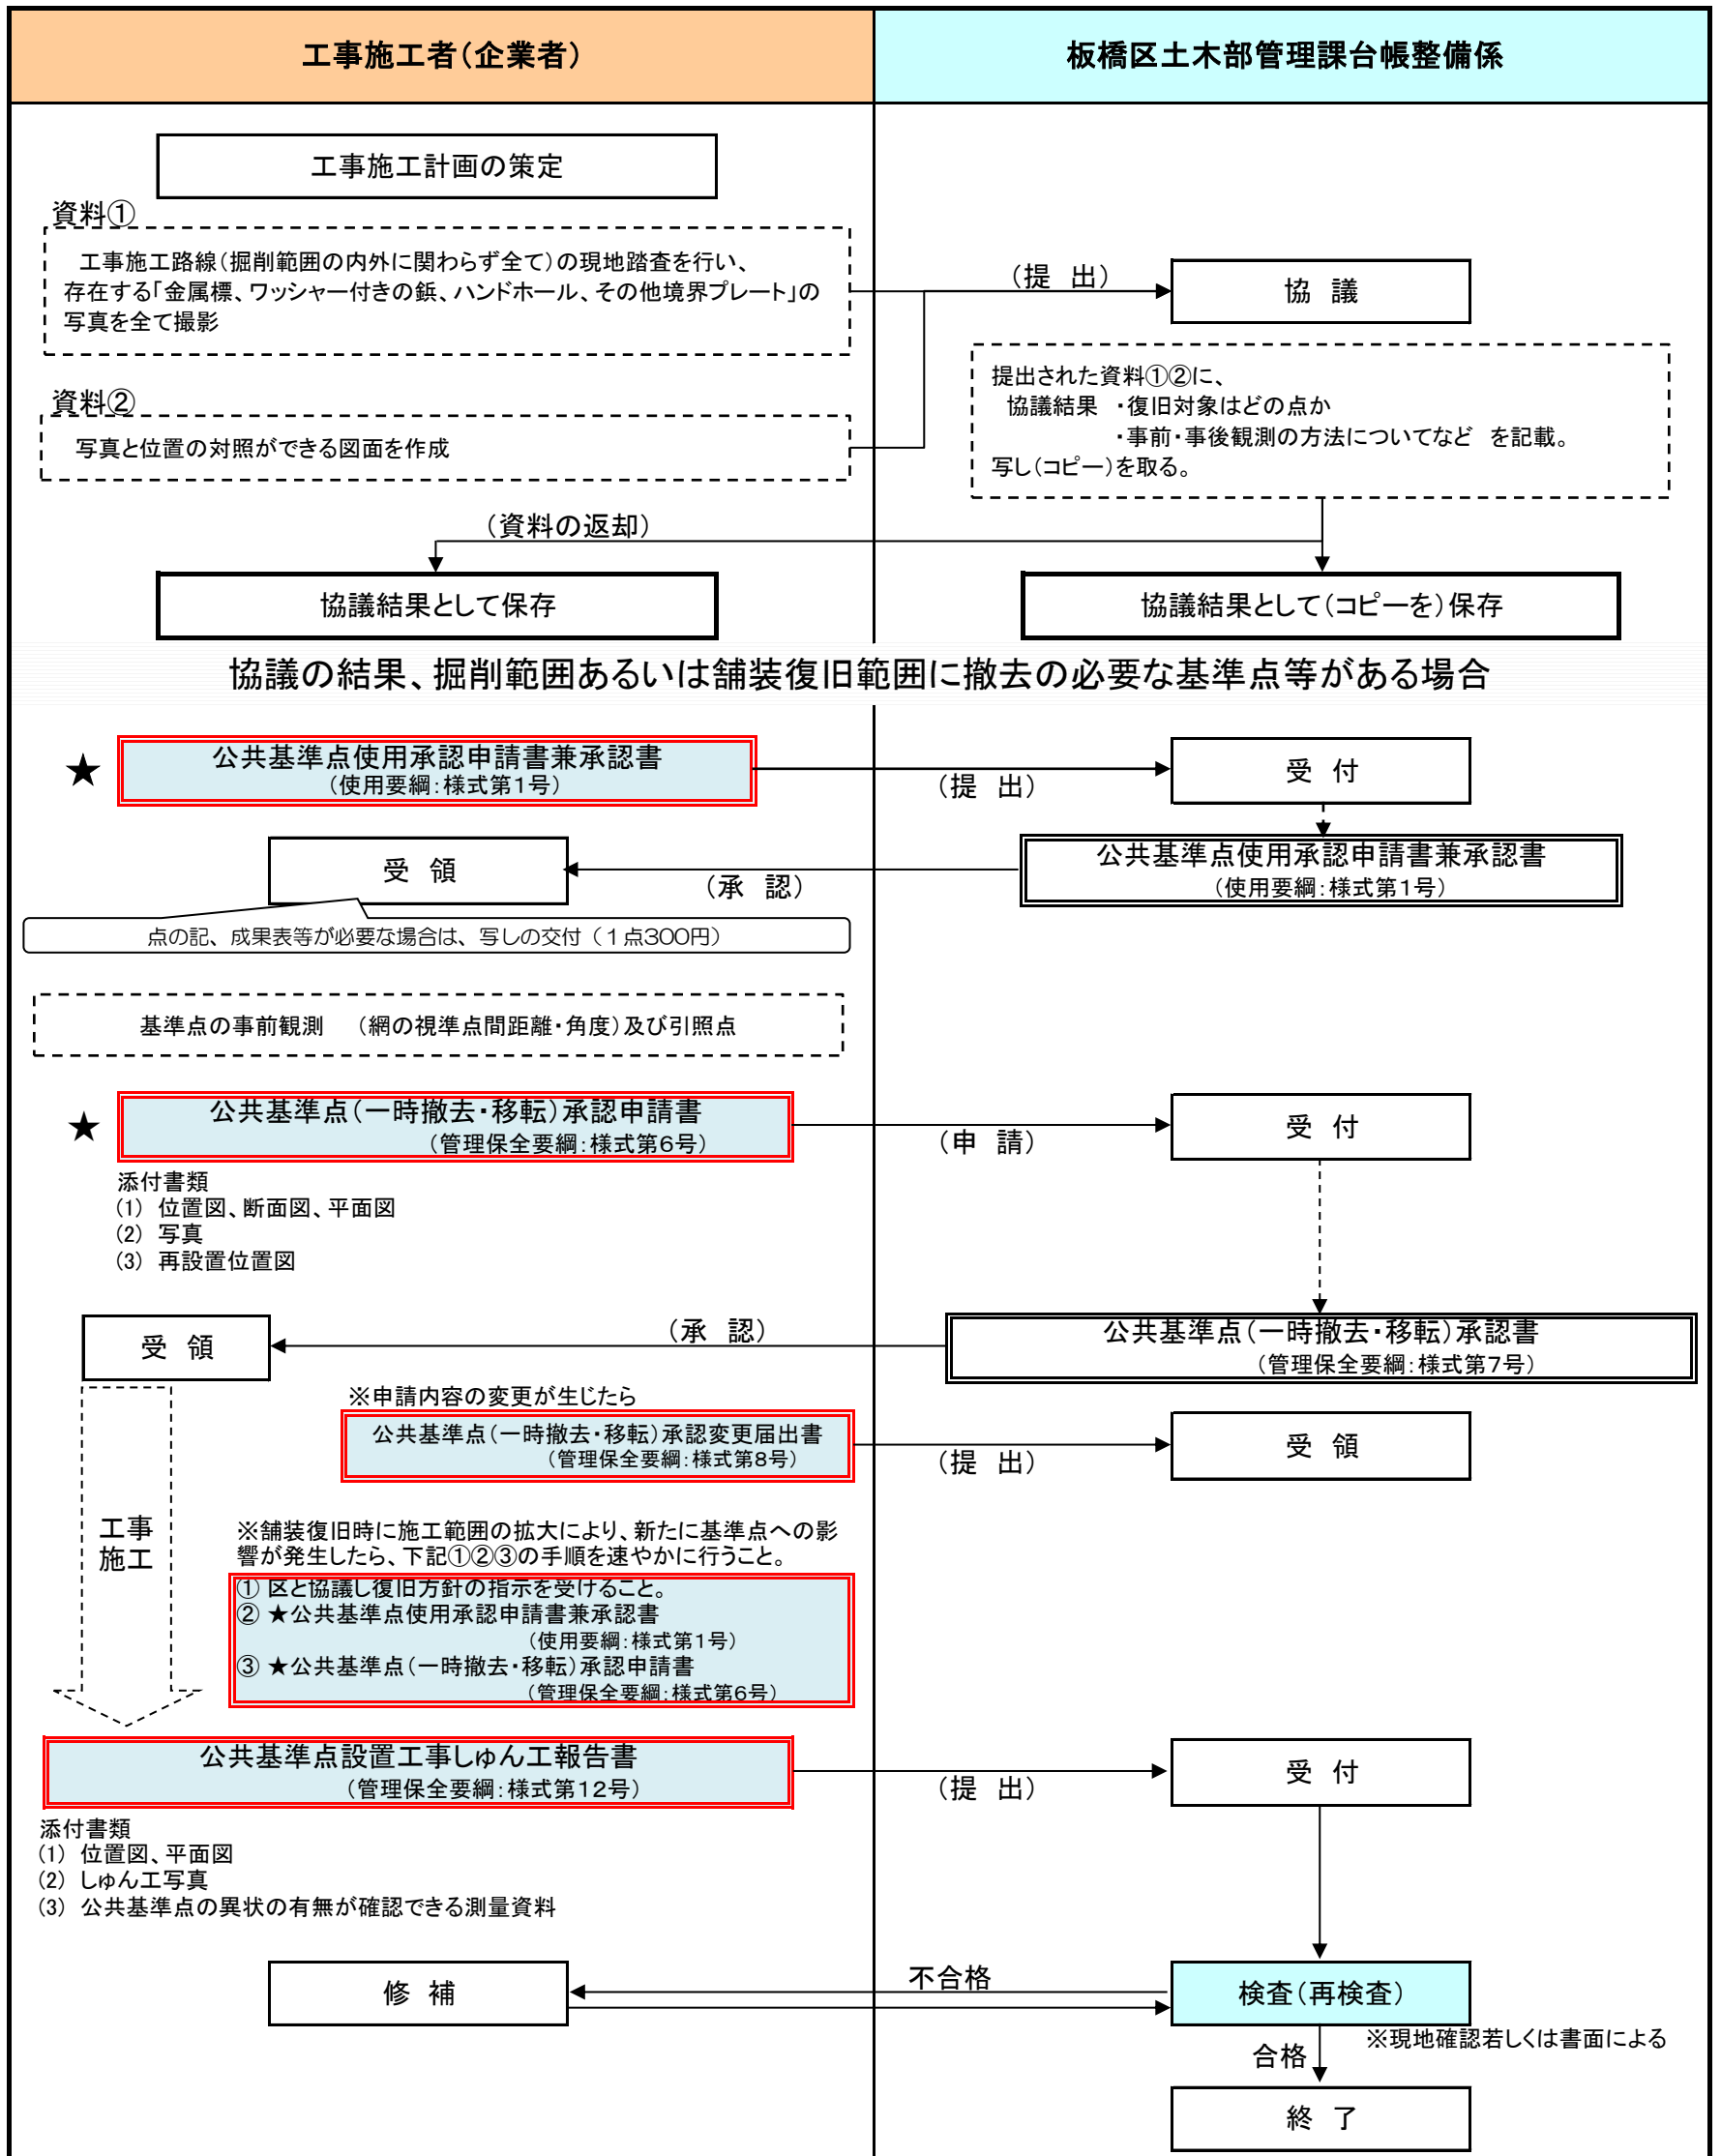 工事施工者（企業者）
板橋区土木部管理課台帳整備係
工事施工計画の策定
資料①
工事施工路線（掘削範囲の内外に関わらず全て）の現地踏査を行い、
存在する「金属標、ワッシャー付きの鋲、ハンドホール、その他境界プレート」の
写真を全て撮影
（提　出）
協　議
資料②
写真と位置の対照ができる図面を作成
提出された資料①②に、
協議結果　・復旧対象はどの点か
・事前・事後観測の方法についてなど　を記載。
写し（コピー）を取る。
（資料の返却）
協議結果として保存
協議結果として（コピーを）保存
協議の結果、掘削範囲あるいは舗装復旧範囲に撤去の必要な基準点等がある場合
★
公共基準点使用承認申請書兼承認書
（使用要綱：様式第１号）
（提　出）
受　付
受　領
（承　認）
公共基準点使用承認申請書兼承認書
（使用要綱：様式第１号）
点の記、成果表等が必要な場合は、写しの交付（１点300円）
基準点の事前観測　（網の視準点間距離・角度）及び引照点
★
公共基準点（一時撤去・移転）承認申請書
（管理保全要綱：様式第６号）
（申　請）
受　付
添付書類
(1)　位置図、断面図、平面図
(2)　写真
(3)　再設置位置図
受　領
（承　認）
公共基準点（一時撤去・移転）承認書
（管理保全要綱：様式第７号）
※申請内容の変更が生じたら
公共基準点（一時撤去・移転）承認変更届出書
（管理保全要綱：様式第８号）
（提　出）
受　領
工事
施工
※舗装復旧時に施工範囲の拡大により、新たに基準点への影
響が発生したら、下記①②③の手順を速やかに行うこと。
① 区と協議し復旧方針の指示を受けること。
② ★公共基準点使用承認申請書兼承認書
（使用要綱：様式第１号）
③ ★公共基準点（一時撤去・移転）承認申請書
（管理保全要綱：様式第６号）
公共基準点設置工事しゅん工報告書
（管理保全要綱：様式第１２号）
（提　出）
受　付
添付書類
(1)　位置図、平面図
(2)　しゅん工写真
(3)　公共基準点の異状の有無が確認できる測量資料
修　補
不合格
検査（再検査）
※現地確認若しくは書面による
合格
終　了